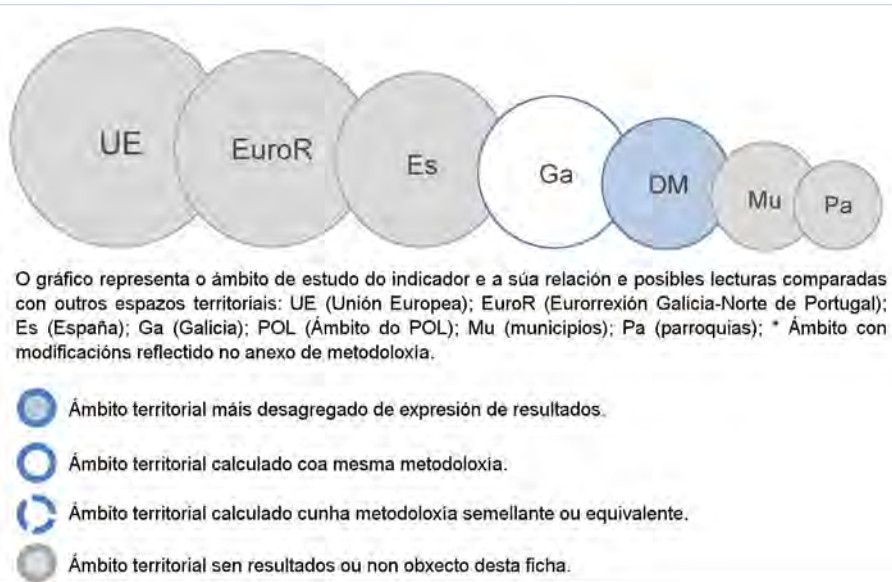 UE
EuroR
Es
Ga
DM
Mu
Pa
O gráfico representa o ámbito de estudo do indicador e a súa relación e posibles lecturas comparadas
con outros espazos territoriais: UE (Unión Europea); EuroR (Eurorrexión Galicia-Norte de Portugal);
Es (España); Ga (Galicia); POL (Ámbito do POL); Mu (municipios); Pa (parroquias); * Ámbito con
modificacións reflectido no anexo de metodoloxia.
Ámbito territorial máis desagregado de expresión de resultados.
Ámbito territorial calculado coa mesma metodoloxia.
Ámbito territorial calculado cunha metodoloxia semellante ou equivalente.
Ámbito territorial sen resultados ou non obxecto desta ficha.